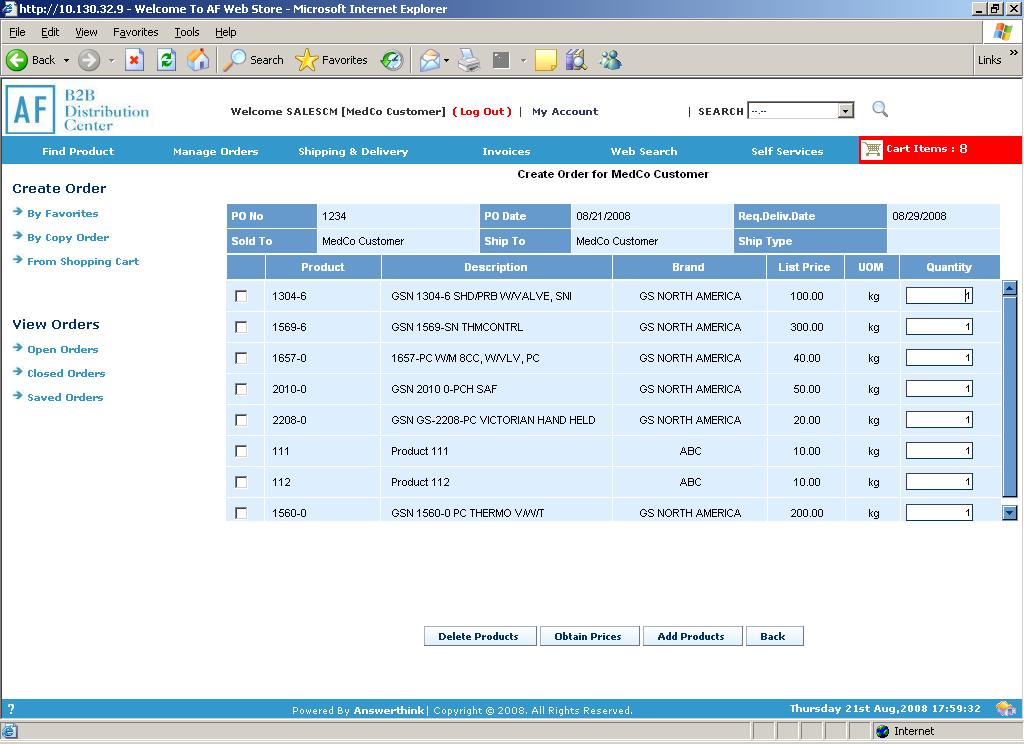 http://10.130.32.9 - Welcome To AF Web Store - Microsoft Internet Explorer
File Edit View Favorites Tools Help
Back Search Favorites Links »
AF B2B Distribution Center
Welcome SALESCM [MedCo Customer] ( Log Out ) | My Account | SEARCH --.--
Find Product Manage Orders Shipping & Delivery Invoices Web Search Self Services Cart Items : 8
Create Order for MedCo Customer
Create Order
By Favorites
By Copy Order
From Shopping Cart
View Orders
Open Orders
Closed Orders
Saved Orders
PO No 1234 PO Date 08/21/2008 Req.Deliv.Date 08/29/2008
Sold To MedCo Customer Ship To MedCo Customer Ship Type
Product Description Brand List Price UOM Quantity
1304-6 GSN 1304-6 SHD/PRB W/VALVE, SNI GS NORTH AMERICA 100.00 kg 1
1569-6 GSN 1569-SN THMCONTRL GS NORTH AMERICA 300.00 kg 1
1657-0 1657-PC W/M 8CC, W/VLV, PC GS NORTH AMERICA 40.00 kg 1
2010-0 GSN 2010 0-PCH SAF GS NORTH AMERICA 50.00 kg 1
2208-0 GSN GS-2208-PC VICTORIAN HAND HELD GS NORTH AMERICA 20.00 kg 1
111 Product 111 ABC 10.00 kg 1
112 Product 112 ABC 10.00 kg 1
1560-0 GSN 1560-0 PC THERMO V/W/T GS NORTH AMERICA 200.00 kg 1
Delete Products Obtain Prices Add Products Back
? Powered By Answerthink | Copyright © 2008. All Rights Reserved. Thursday 21st Aug,2008 17:59:32
Internet